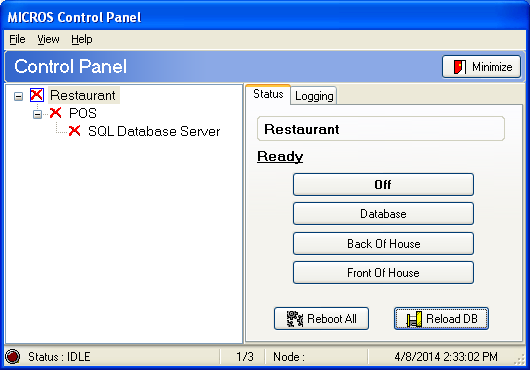 MICROS Control Panel
File View Help
Control Panel
Minimize
Restaurant
POS
SQL Database Server
Status Logging
Restaurant
Ready
Off
Database
Back Of House
Front Of House
Reboot All
Reload DB
Status : IDLE 1/3 Node : 4/8/2014 2:33:02 PM